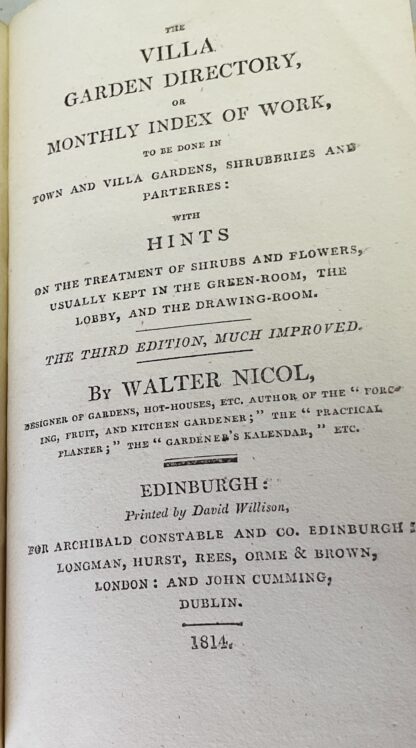 THE
VILLA
GARDEN DIRECTORY,
OR
MONTHLY INDEX OF WORK,
TO BE DONE IN
TOWN AND VILLA GARDENS, SHRUBBRIES AND
PARTERRES:
WITH
HINTS
ON THE TREATMENT OF SHRUBS AND FLOWERS,
USUALLY KEPT IN THE GREEN-ROOM, THE
LOBBY, AND THE DRAWING-ROOM.
THE THIRD EDITION, MUCH IMPROVED.
BY WALTER NICOL,
DESIGNER OF GARDENS, HOT-HOUSES, ETC. AUTHOR OF THE “ FORC-
ING, FRUIT, AND KITCHEN GARDENER;” THE “ PRACTICAL
PLANTER;” THE “ GARDENER'S KALENDAR,” ETC.
EDINBURGH:
Printed by David Willison,
FOR ARCHIBALD CONSTABLE AND CO. EDINBURGH:
LONGMAN, HURST, REES, ORME & BROWN,
LONDON: AND JOHN CUMMING,
DUBLIN.
1814.